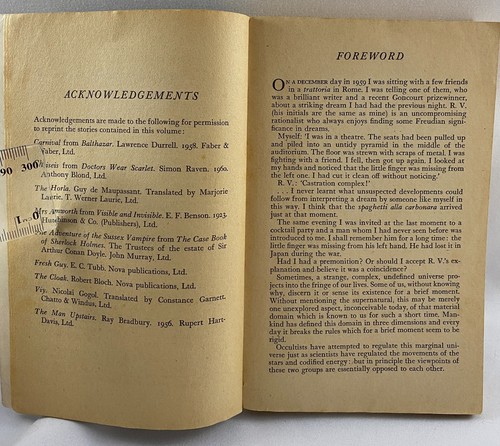 ACKNOWLEDGEMENTS
Acknowledgements are made to the following for permission
to reprint the stories contained in this volume:
Carnival from Balthazar. Lawrence Durrell. 1958. Faber &
Faber, Ltd.
from Doctors Wear Scarlet. Simon Raven. 1960.
Anthony Blond, Ltd.
The Horla. Guy de Maupassant. Translated by Marjorie
Laurie, T. Werner Laurie, Ltd.
Mrs Amworth from Visible and Invisible. E. F. Benson. 1923.
Hutchinson & Co. (Publishers), Ltd.
The Adventure of the Sussex Vampire from The Case Book
of Sherlock Holmes. The Trustees of the estate of Sir
Arthur Conan Doyle. John Murray, Ltd.
Fresh Guy. E. C. Tubb. Nova publications, Ltd.
The Cloak. Robert Bloch. Nova publications, Ltd.
Viy. Nicolai Gogol. Translated by Constance Garnett.
Chatto & Windus. Ltd.
The Man Upstairs. Ray Bradbury. 1936. Rupert Hart-
Davis, Ltd.
90 300
FOREWORD
ON A DECEMBER day in 1959 I was sitting with a few friends
in a trattoria in Rome. I was telling one of them, who
was a brilliant writer and a recent Goncourt prizewinner,
about a striking dream I had had the previous night. R. V.
(his initials are the same as mine) is an uncompromising
rationalist who always enjoys finding some Freudian signi-
ficance in dreams.
Myself: 'I was in a theatre. The seats had been pulled up
and piled into an untidy pyramid in the middle of the
auditorium. The floor was strewn with scraps of metal. I was
fighting with a friend. I fell, then got up again. I looked at
my hands and noticed that the little finger was missing from
the left one. I had cut it clean off without noticing.'
R. V.: 'Castration complex!'
. . . I never learnt what unsuspected developments could
follow from interpreting a dream by someone like myself in
this way. I think that the spaghetti alla carbonara arrived
just at that moment.
The same evening I was invited at the last moment to a
cocktail party and a man whom I had never seen before was
introduced to me. I shall remember him for a long time: the
little finger was missing from his left hand. He had lost it in
Japan during the war.
Had I had a premonition? Or should I accept R. V.'s ex-
planation and believe it was a coincidence?
Sometimes, a strange, complex, undefined universe pro-
jects into the fringe of our lives. Some of us, without knowing
why, discern it or sense its existence for a brief moment.
Without mentioning the supernatural, this may be merely
one unexplored aspect, inconceivable today, of that material
domain which is known to us for such a short time. Man-
kind has defined this domain in three dimensions and every
day it breaks the rules which for a brief moment seem to be
rigid.
Occultists have attempted to regulate this marginal uni-
verse just as scientists have regulated the movements of the
stars and codified energy: but in principle the viewpoints of
these two groups are essentially opposed to each other.